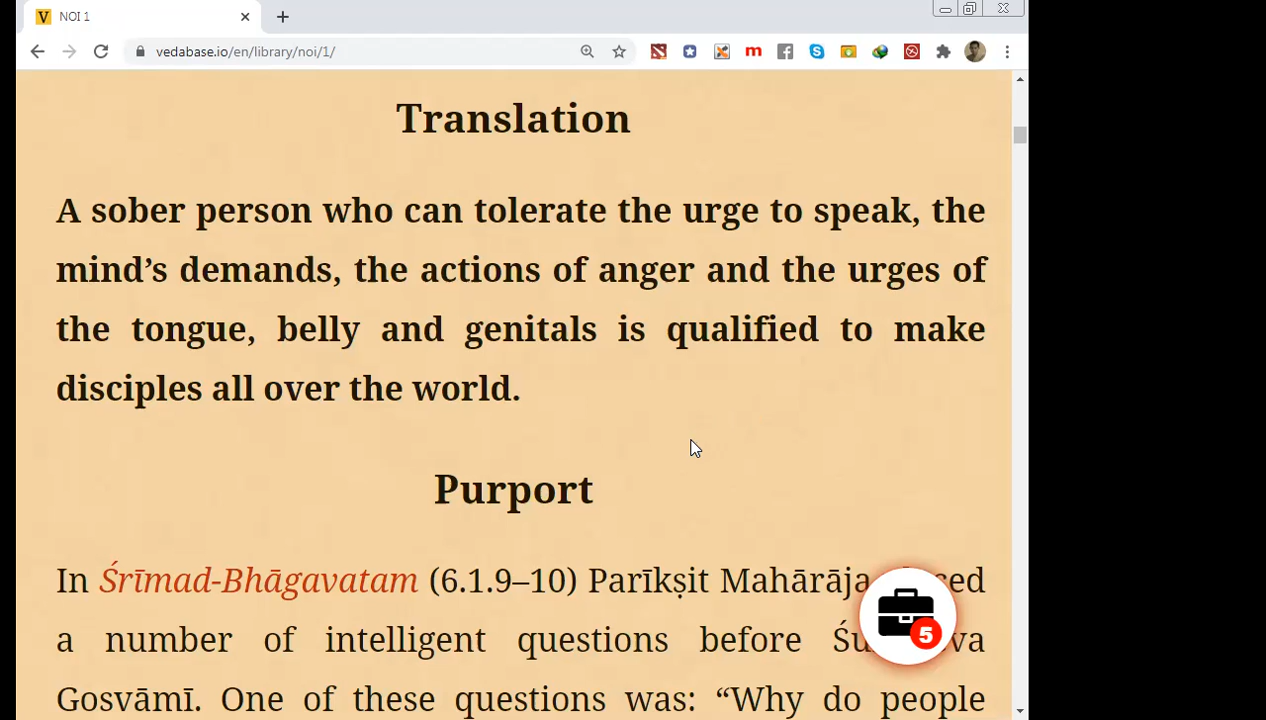 V NOI 1
vedabase.io/en/library/noi/1/
m
Translation
A sober person who can tolerate the urge to speak, the
mind’s demands, the actions of anger and the urges of
the tongue, belly and genitals is qualified to make
disciples all over the world.
Purport
In Śrīmad-Bhāgavatam (6.1.9–10) Parīkṣit Mahārāja
a number of intelligent questions before
Gosvāmī. One of these questions was: “Why do people
5